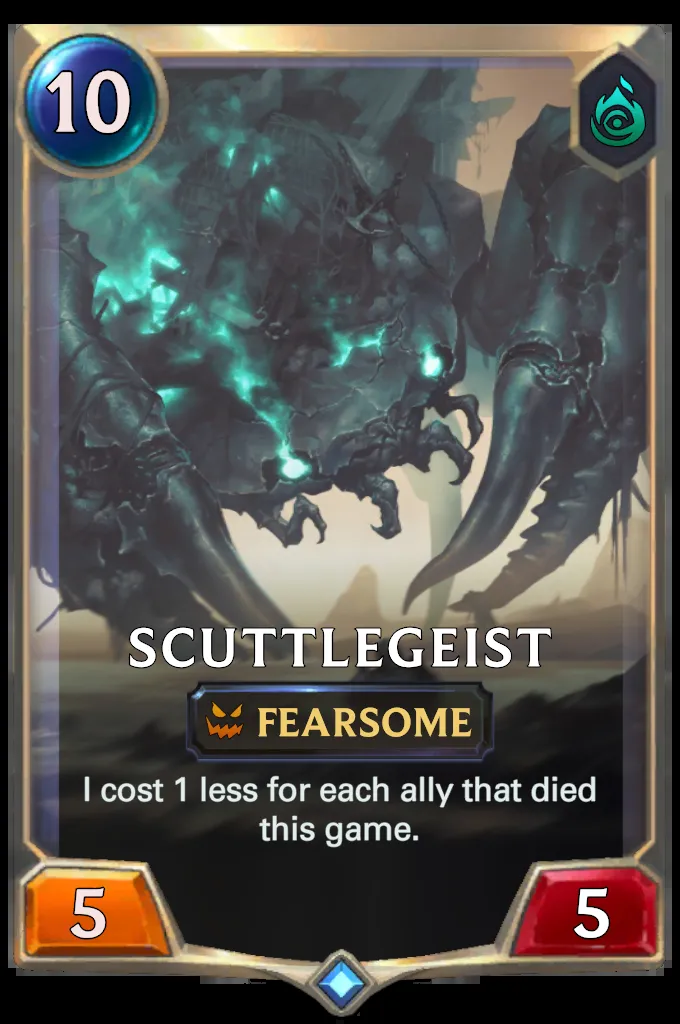 10
SCUTTLEGEIST
FEARSOME
I cost 1 less for each ally that died
this game.
5
5